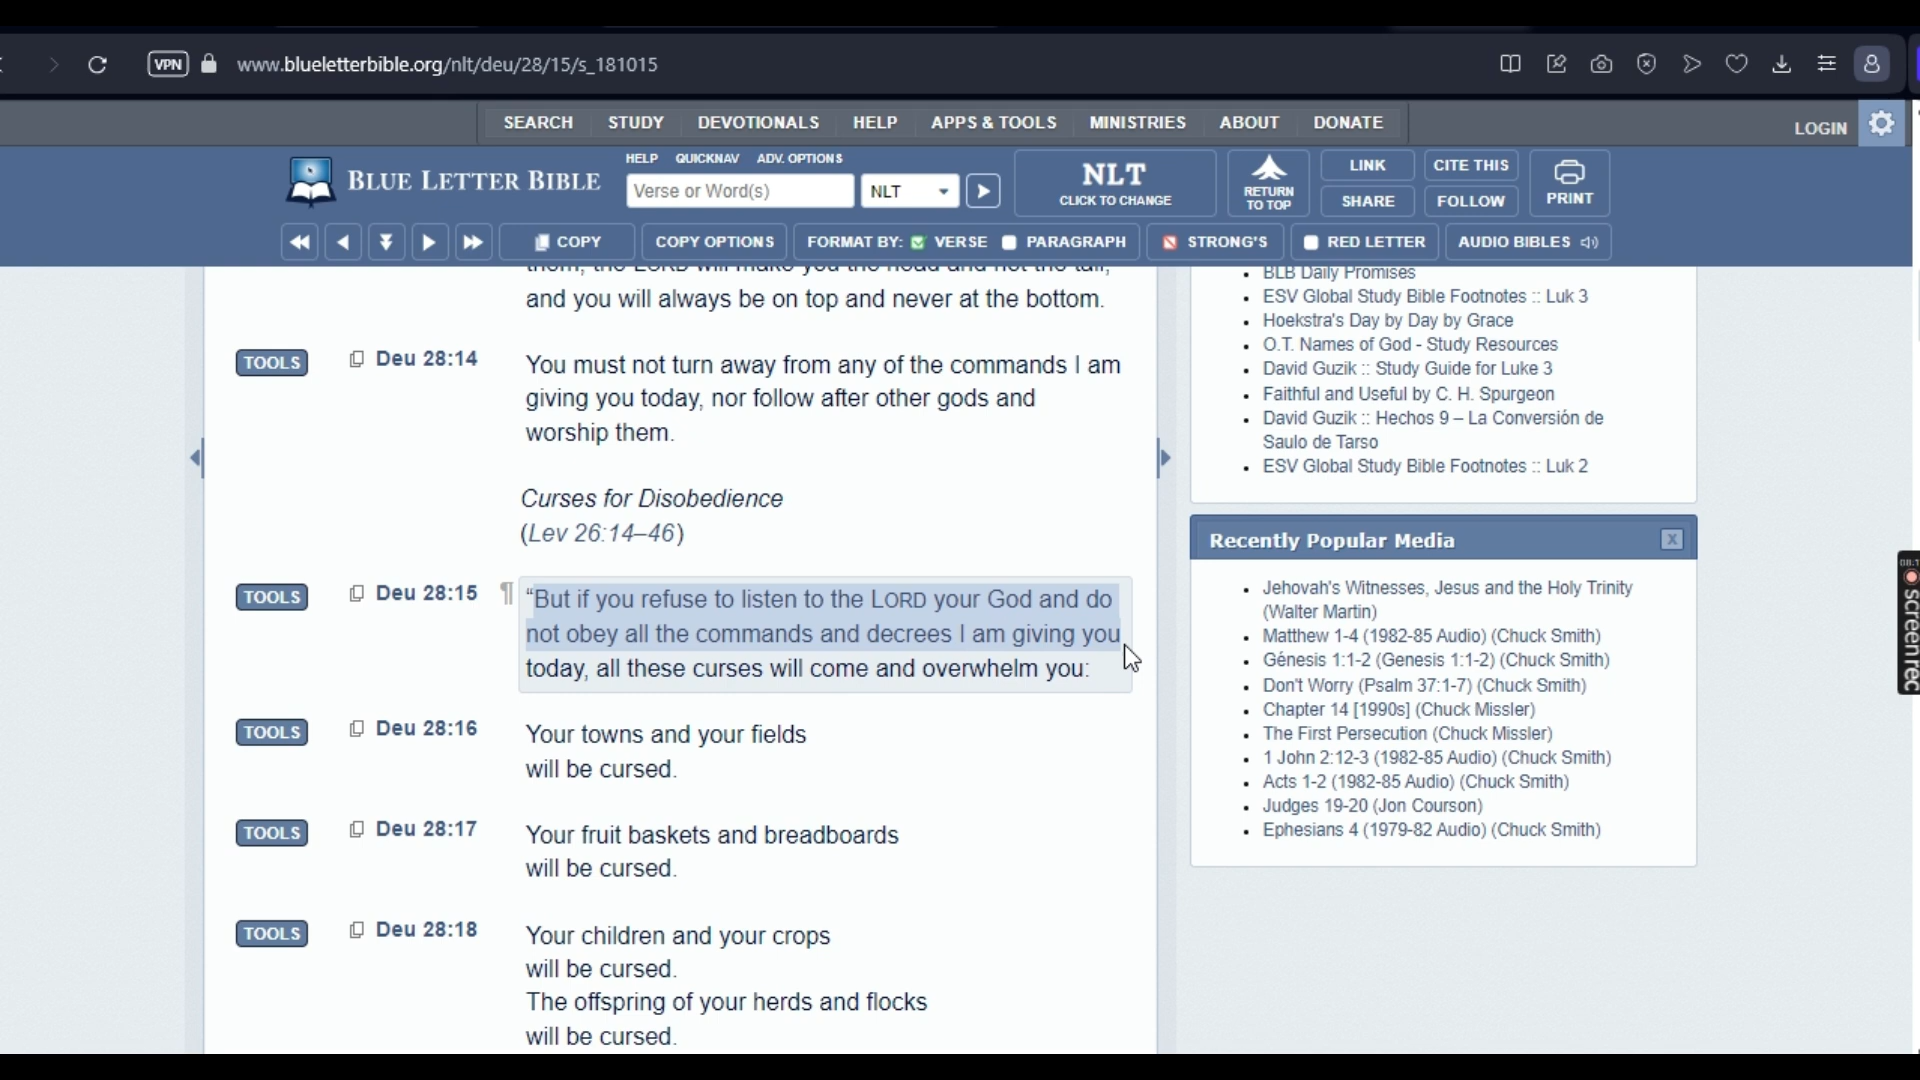 VPN www.blueletterbible.org/nlt/deu/28/15/s_181015
SEARCH STUDY DEVOTIONALS HELP APPS & TOOLS MINISTRIES ABOUT DONATE
LOGIN
BLUE LETTER BIBLE
HELP QUICKNAV ADV. OPTIONS
Verse or Word(s) NLT
NLT
CLICK TO CHANGE
RETURN
TO TOP
LINK CITE THIS
SHARE FOLLOW
PRINT
COPY COPY OPTIONS FORMAT BY: VERSE PARAGRAPH STRONG'S RED LETTER AUDIO BIBLES
them, the LORD will make you the head and not the tail,
and you will always be on top and never at the bottom.
TOOLS Deu 28:14 You must not turn away from any of the commands I am
giving you today, nor follow after other gods and
worship them.
Curses for Disobedience
(Lev 26:14–46)
TOOLS Deu 28:15 ¶ “But if you refuse to listen to the LORD your God and do
not obey all the commands and decrees I am giving you
today, all these curses will come and overwhelm you:
TOOLS Deu 28:16 Your towns and your fields
will be cursed.
TOOLS Deu 28:17 Your fruit baskets and breadboards
will be cursed.
TOOLS Deu 28:18 Your children and your crops
will be cursed.
The offspring of your herds and flocks
will be cursed.
BLB Daily Promises
ESV Global Study Bible Footnotes :: Luk 3
Hoekstra's Day by Day by Grace
O.T. Names of God - Study Resources
David Guzik :: Study Guide for Luke 3
Faithful and Useful by C. H. Spurgeon
David Guzik :: Hechos 9 – La Conversión de
Saulo de Tarso
ESV Global Study Bible Footnotes :: Luk 2
Recently Popular Media X
Jehovah's Witnesses, Jesus and the Holy Trinity
(Walter Martin)
Matthew 1-4 (1982-85 Audio) (Chuck Smith)
Génesis 1:1-2 (Genesis 1:1-2) (Chuck Smith)
Don't Worry (Psalm 37:1-7) (Chuck Smith)
Chapter 14 [1990s] (Chuck Missler)
The First Persecution (Chuck Missler)
1 John 2:12-3 (1982-85 Audio) (Chuck Smith)
Acts 1-2 (1982-85 Audio) (Chuck Smith)
Judges 19-20 (Jon Courson)
Ephesians 4 (1979-82 Audio) (Chuck Smith)
screenrec